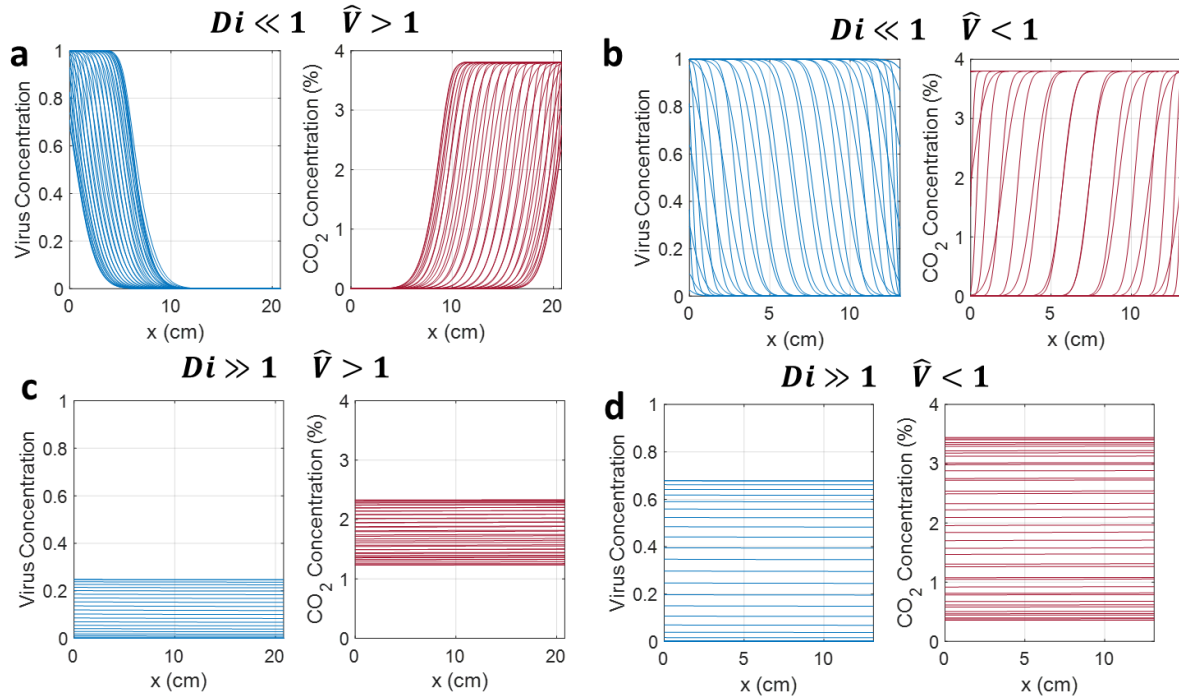 Di ≪ 1 V̂ > 1
a
Virus Concentration
1
0.8
0.6
0.4
0.2
0
0 10 20
x (cm)
CO2 Concentration (%)
4
3
2
1
0
0 10 20
x (cm)
Di ≪ 1 V̂ < 1
b
Virus Concentration
1
0.8
0.6
0.4
0.2
0
0 5 10
x (cm)
CO2 Concentration (%)
4
3
2
1
0
0 5 10
x (cm)
Di ≫ 1 V̂ > 1
c
Virus Concentration
1
0.8
0.6
0.4
0.2
0
0 10 20
x (cm)
CO2 Concentration (%)
4
3
2
1
0
0 10 20
x (cm)
Di ≫ 1 V̂ < 1
d
Virus Concentration
1
0.8
0.6
0.4
0.2
0
0 5 10
x (cm)
CO2 Concentration (%)
4
3
2
1
0
0 5 10
x (cm)